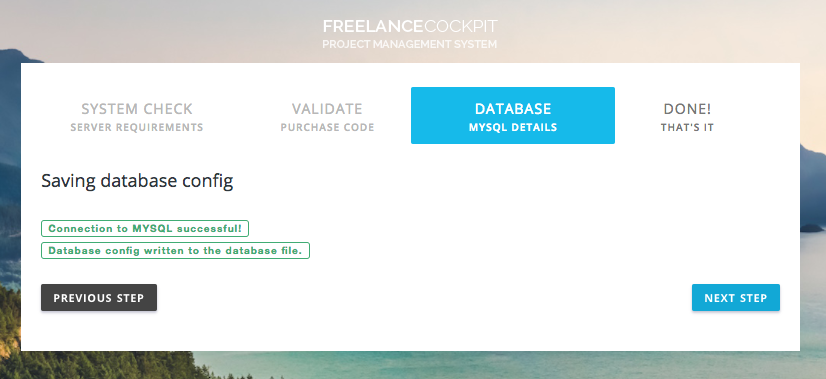 FREELANCECOCKPIT
PROJECT MANAGEMENT SYSTEM
SYSTEM CHECK
SERVER REQUIREMENTS
VALIDATE
PURCHASE CODE
DATABASE
MYSQL DETAILS
DONE!
THAT'S IT
Saving database config
Connection to MYSQL successful!
Database config written to the database file.
PREVIOUS STEP
NEXT STEP